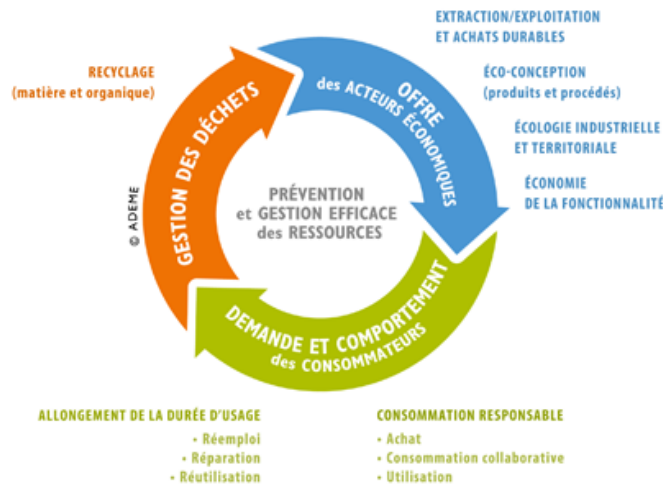 EXTRACTION/EXPLOITATION
ET ACHATS DURABLES
RECYCLAGE
(matière et organique)
ÉCO-CONCEPTION
(produits et procédés)
ÉCOLOGIE INDUSTRIELLE
ET TERRITORIALE
ÉCONOMIE
DE LA FONCTIONNALITÉ
OFFRE
des ACTEURS ÉCONOMIQUES
GESTION DES DÉCHETS
PRÉVENTION
et GESTION EFFICACE
des RESSOURCES
© ADEME
DEMANDE ET COMPORTEMENT
des CONSOMMATEURS
ALLONGEMENT DE LA DURÉE D'USAGE
• Réemploi
• Réparation
• Réutilisation
CONSOMMATION RESPONSABLE
• Achat
• Consommation collaborative
• Utilisation